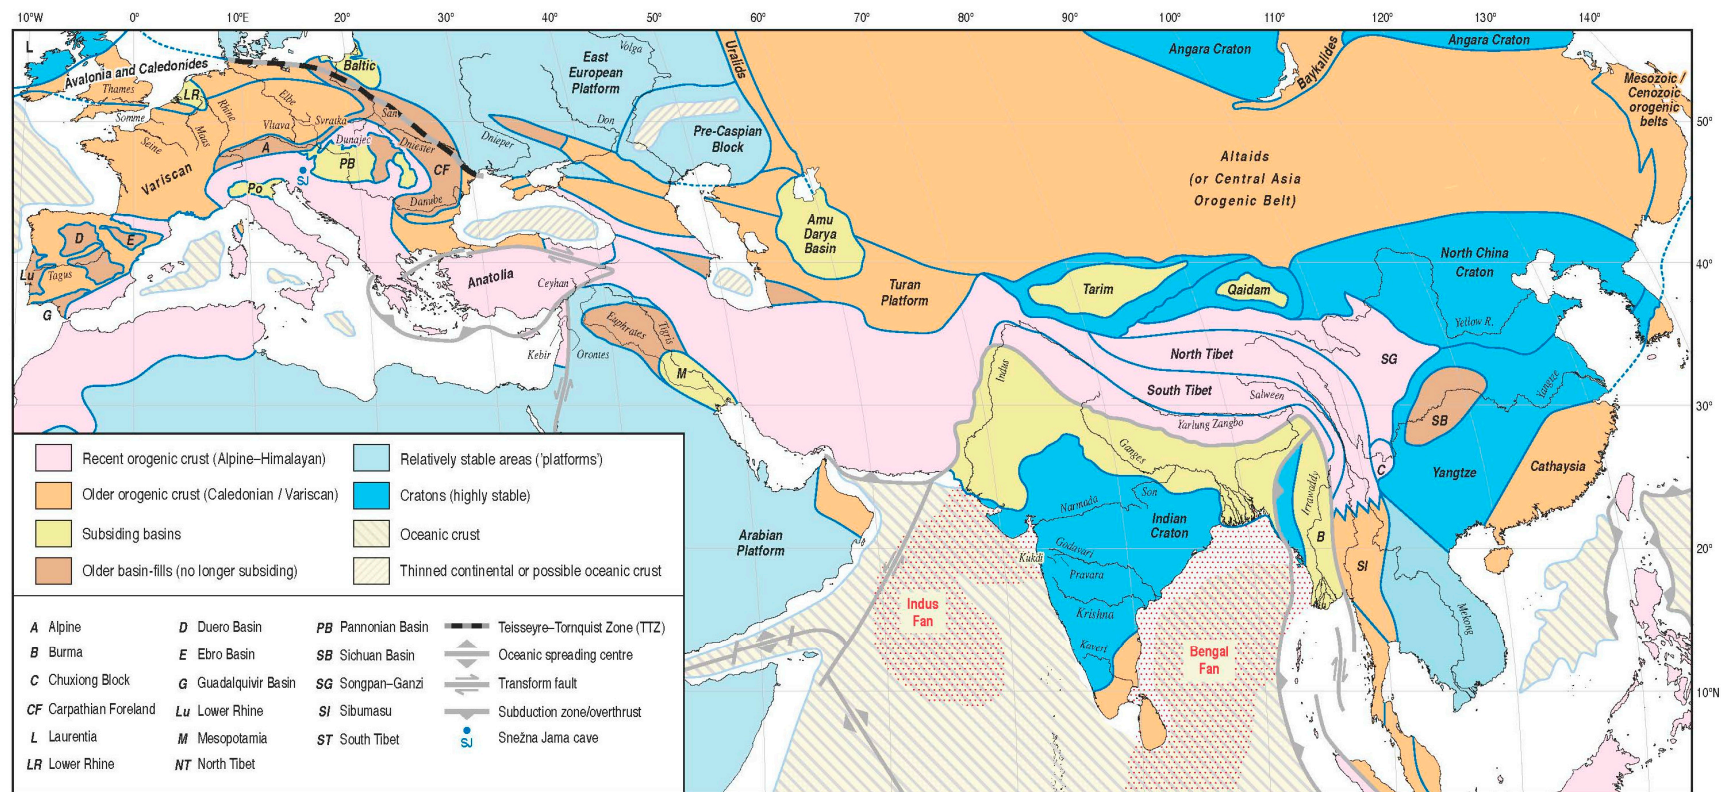 10°W 0° 10°E 20° 30° 40° 50° 60° 70° 80° 90° 100° 110° 120° 130° 140°
L
Avalonia and Caledonides
Thames
LR
Somme
Seine
Maas
Rhine
Elbe
Vltava
Svratka
Baltic
San
Dunajec
Dniester
Variscan
A
PB
CF
Po
SJ
Danube
D
E
Lu
Tagus
G
East
European
Platform
Volga
Don
Dnieper
Uralids
Pre-Caspian
Block
Anatolia
Ceyhan
Kebir
Orontes
Euphrates
Tigris
M
Amu
Darya
Basin
Turan
Platform
Altaids
(or Central Asia
Orogenic Belt)
Angara Craton
Baykalides
Angara Craton
Mesozoic /
Cenozoic
orogenic
belts
50°
40°
30°
20°
10°N
Tarim
Qaidam
North China
Craton
Yellow R.
North Tibet
South Tibet
SG
Salween
Yarlung Zangbo
Indus
Ganges
SB
Yangtze
C
Yangtze
Cathaysia
Irrawaddy
B
SI
Mekong
Narmada
Son
Indian
Craton
Godavari
Kukdi
Pravara
Krishna
Kaveri
Indus
Fan
Bengal
Fan
Arabian
Platform
Recent orogenic crust (Alpine–Himalayan)
Older orogenic crust (Caledonian / Variscan)
Subsiding basins
Older basin-fills (no longer subsiding)
Relatively stable areas ('platforms')
Cratons (highly stable)
Oceanic crust
Thinned continental or possible oceanic crust
A Alpine
B Burma
C Chuxiong Block
CF Carpathian Foreland
L Laurentia
LR Lower Rhine
D Duero Basin
E Ebro Basin
G Guadalquivir Basin
Lu Lower Rhine
M Mesopotamia
NT North Tibet
PB Pannonian Basin
SB Sichuan Basin
SG Songpan–Ganzi
SI Sibumasu
ST South Tibet
Teisseyre–Tornquist Zone (TTZ)
Oceanic spreading centre
Transform fault
Subduction zone/overthrust
SJ Snežna Jama cave